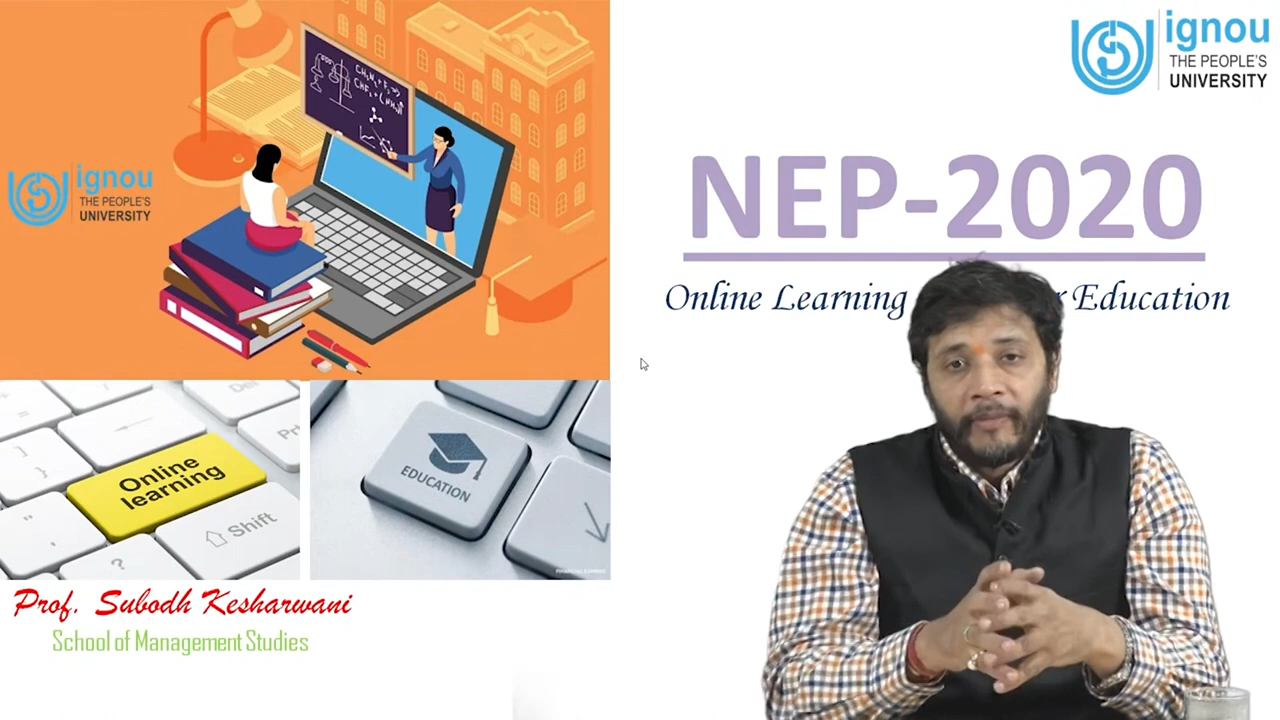 ignou
THE PEOPLE'S
UNIVERSITY
ignou
THE PEOPLE'S
UNIVERSITY
NEP-2020
Online Learning
Education
Online
learning
Shift
?
EDUCATION
Prof. Subodh Kesharwani
School of Management Studies